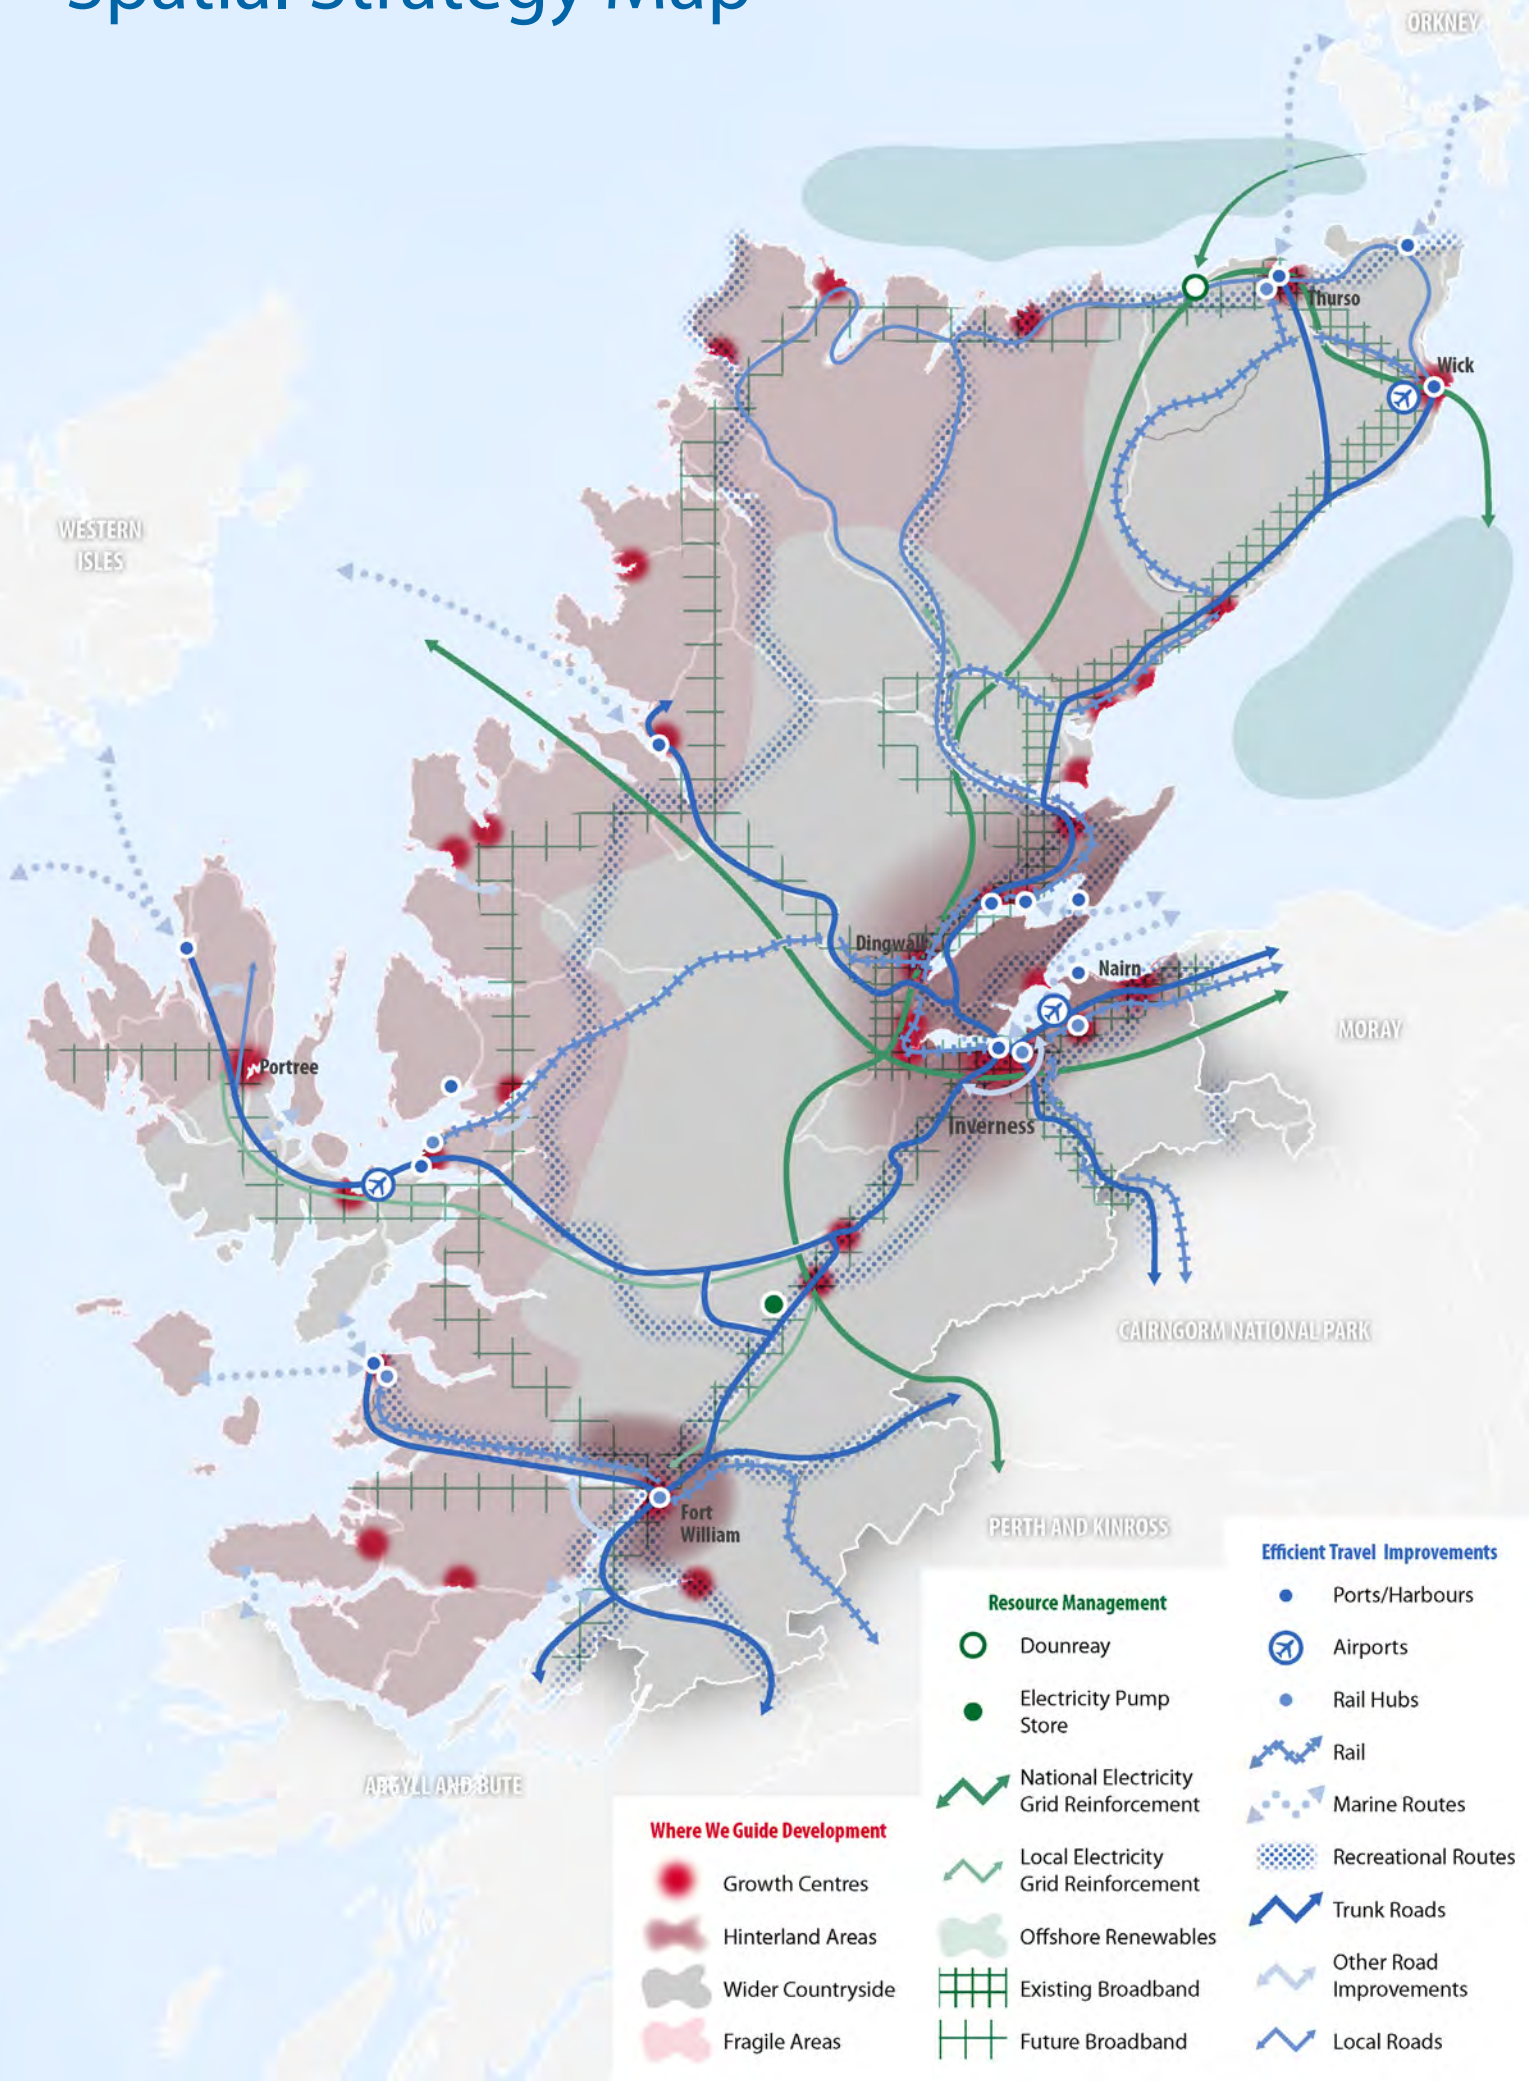 Spatial Strategy Map
ORKNEY
Thurso
Wick
WESTERN
ISLES
Dingwall
Nairn
MORAY
Portree
Inverness
CAIRNGORM NATIONAL PARK
Fort
William
PERTH AND KINROSS
ARGYLL AND BUTE
Where We Guide Development
Growth Centres
Hinterland Areas
Wider Countryside
Fragile Areas
Resource Management
Dounreay
Electricity Pump
Store
National Electricity
Grid Reinforcement
Local Electricity
Grid Reinforcement
Offshore Renewables
Existing Broadband
Future Broadband
Efficient Travel Improvements
Ports/Harbours
Airports
Rail Hubs
Rail
Marine Routes
Recreational Routes
Trunk Roads
Other Road
Improvements
Local Roads